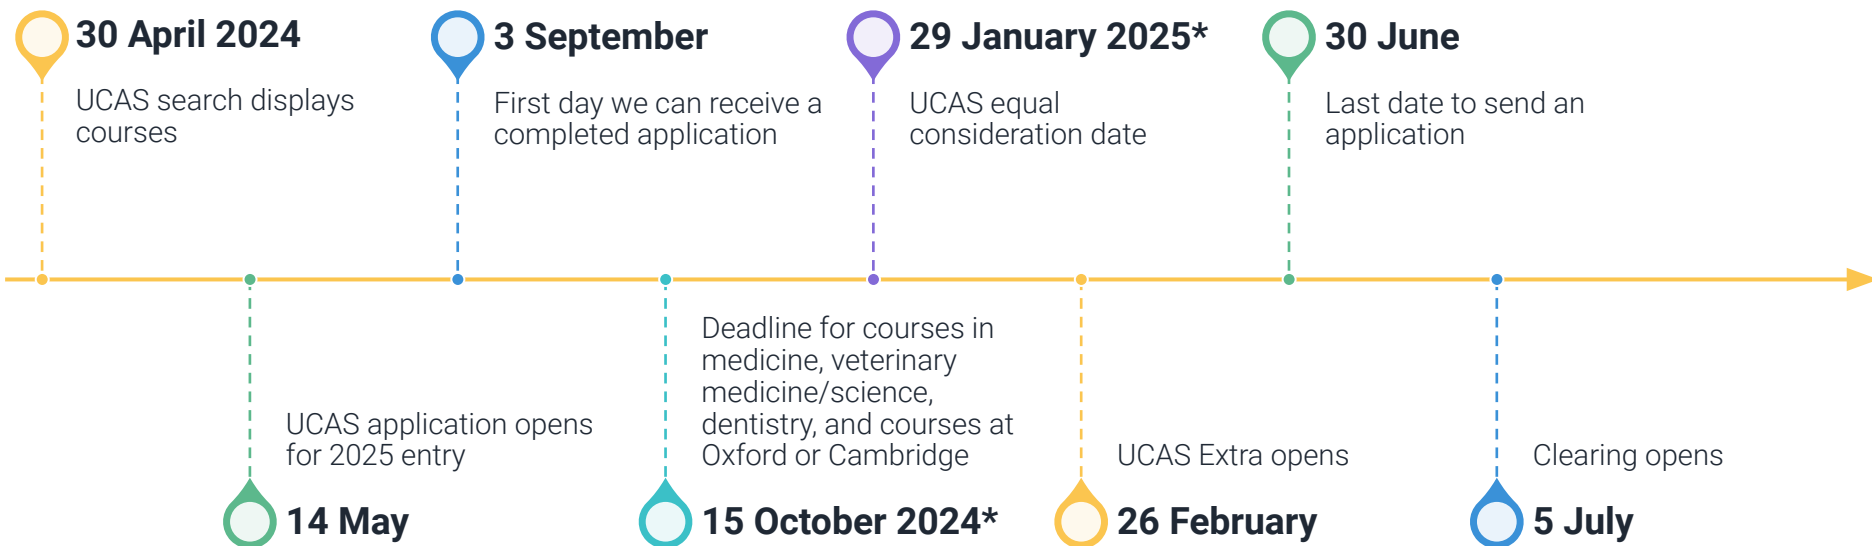 30 April 2024
UCAS search displays
courses
3 September
First day we can receive a
completed application
29 January 2025*
UCAS equal
consideration date
30 June
Last date to send an
application
UCAS application opens
for 2025 entry
14 May
Deadline for courses in
medicine, veterinary
medicine/science,
dentistry, and courses at
Oxford or Cambridge
15 October 2024*
UCAS Extra opens
26 February
Clearing opens
5 July